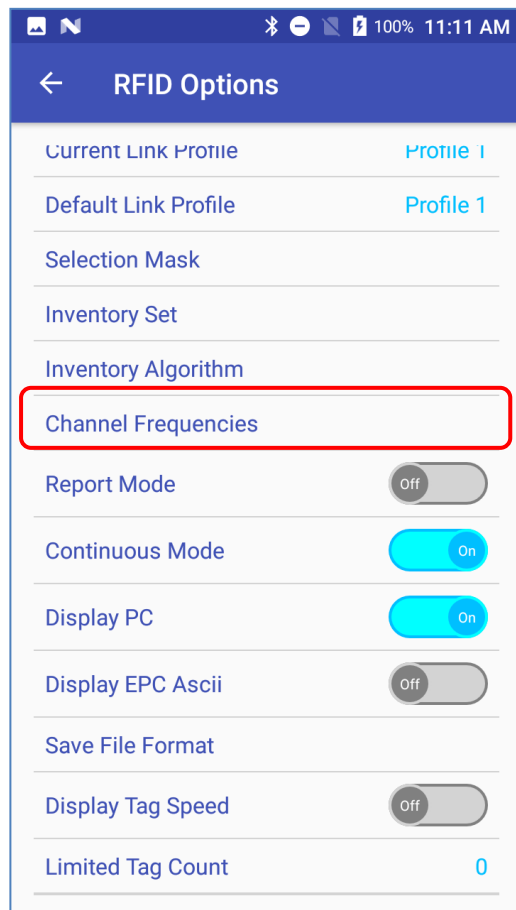 100% 11:11 AM
RFID Options
Current Link Profile Profile 1
Default Link Profile Profile 1
Selection Mask
Inventory Set
Inventory Algorithm
Channel Frequencies
Report Mode Off
Continuous Mode On
Display PC On
Display EPC Ascii Off
Save File Format
Display Tag Speed Off
Limited Tag Count 0